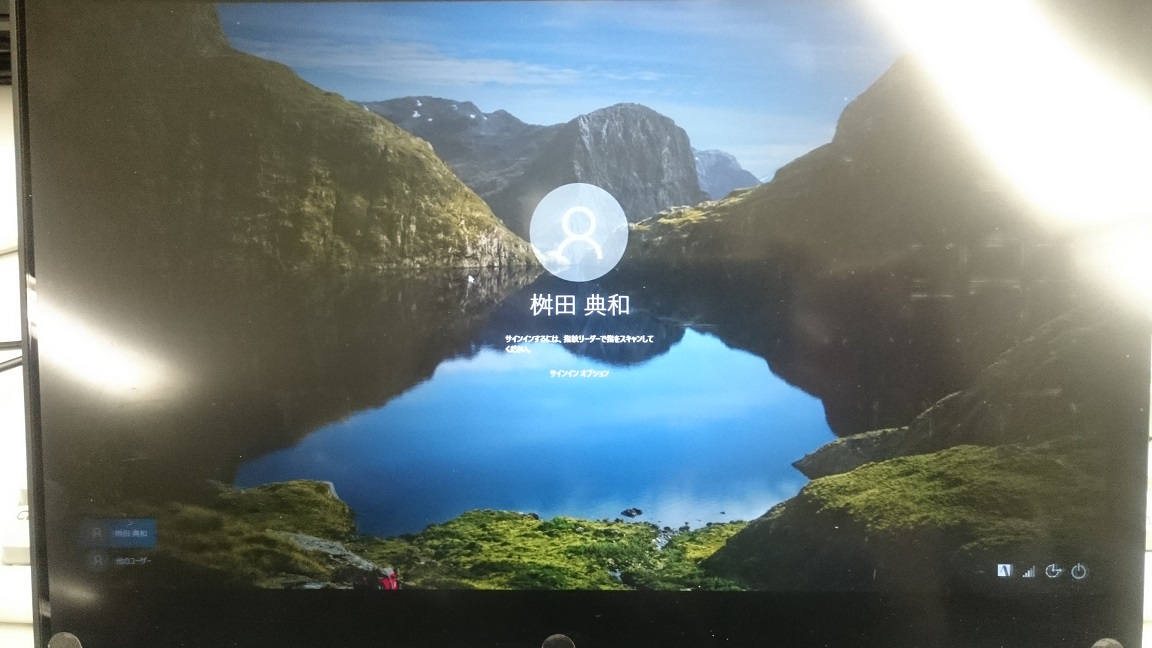 桝田 典和
サインインするには、指紋リーダーで指をスキャンして
ください。
サインイン オプション
桝田 典和
他のユーザー
A